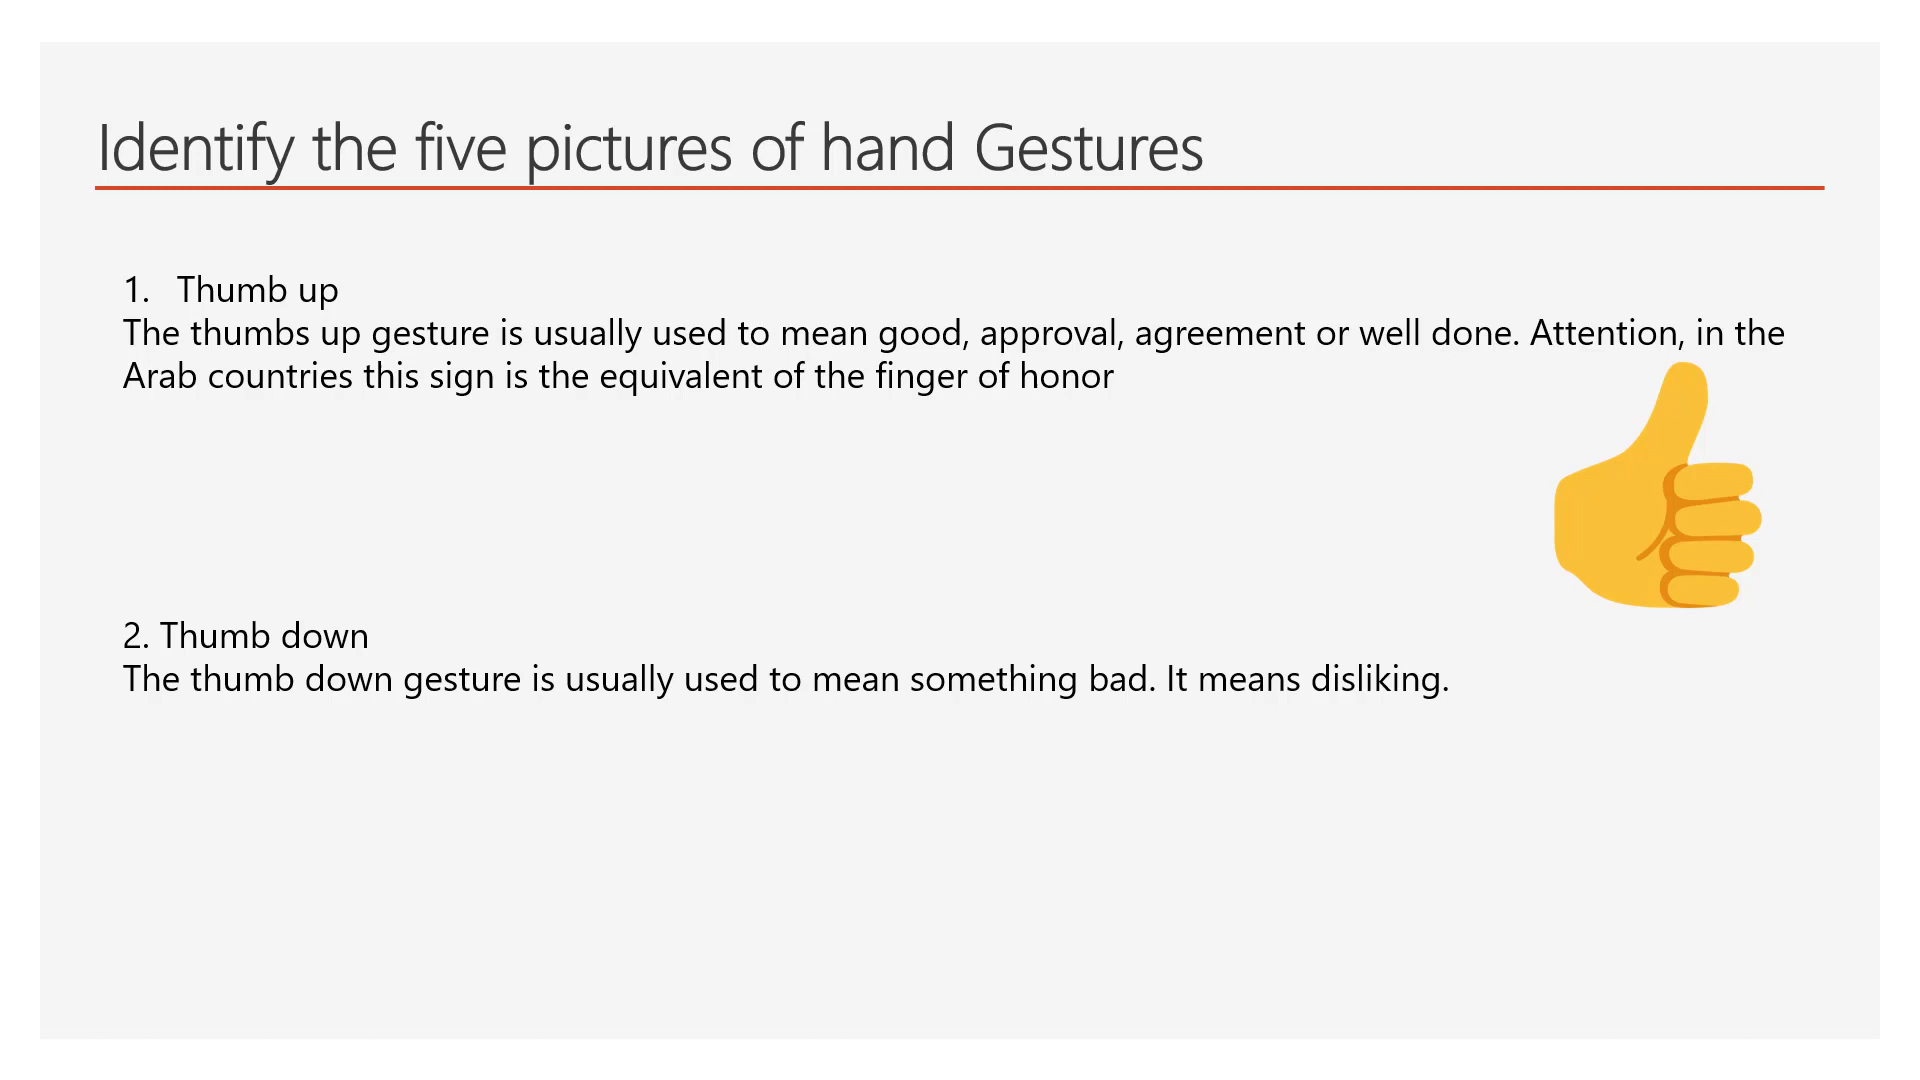 Identify the five pictures of hand Gestures
1. Thumb up
The thumbs up gesture is usually used to mean good, approval, agreement or well done. Attention, in the
Arab countries this sign is the equivalent of the finger of honor
2. Thumb down
The thumb down gesture is usually used to mean something bad. It means disliking.